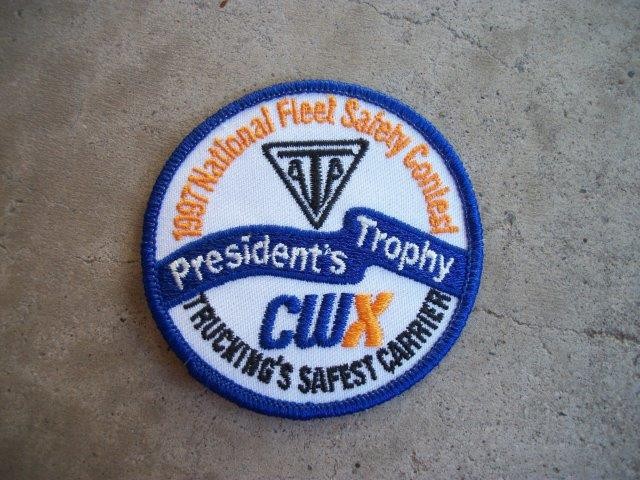 1997 National Fleet Safety Contest
ATA
President's Trophy
CWX
TRUCKING'S SAFEST CARRIER